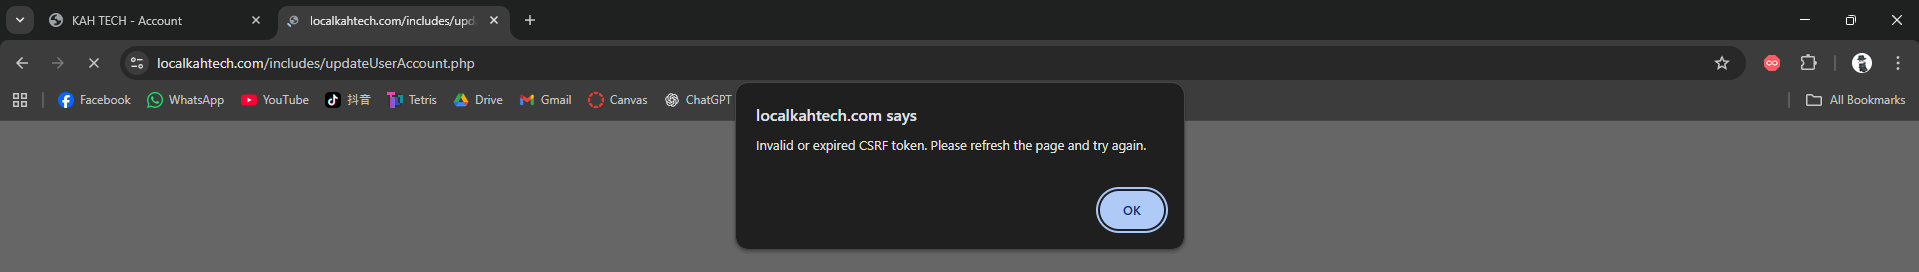 KAH TECH - Account
localkahtech.com/includes/upd
localkahtech.com/includes/updateUserAccount.php
Facebook
WhatsApp
YouTube
抖音
Tetris
Drive
Gmail
Canvas
ChatGPT
All Bookmarks
localkahtech.com says
Invalid or expired CSRF token. Please refresh the page and try again.
OK